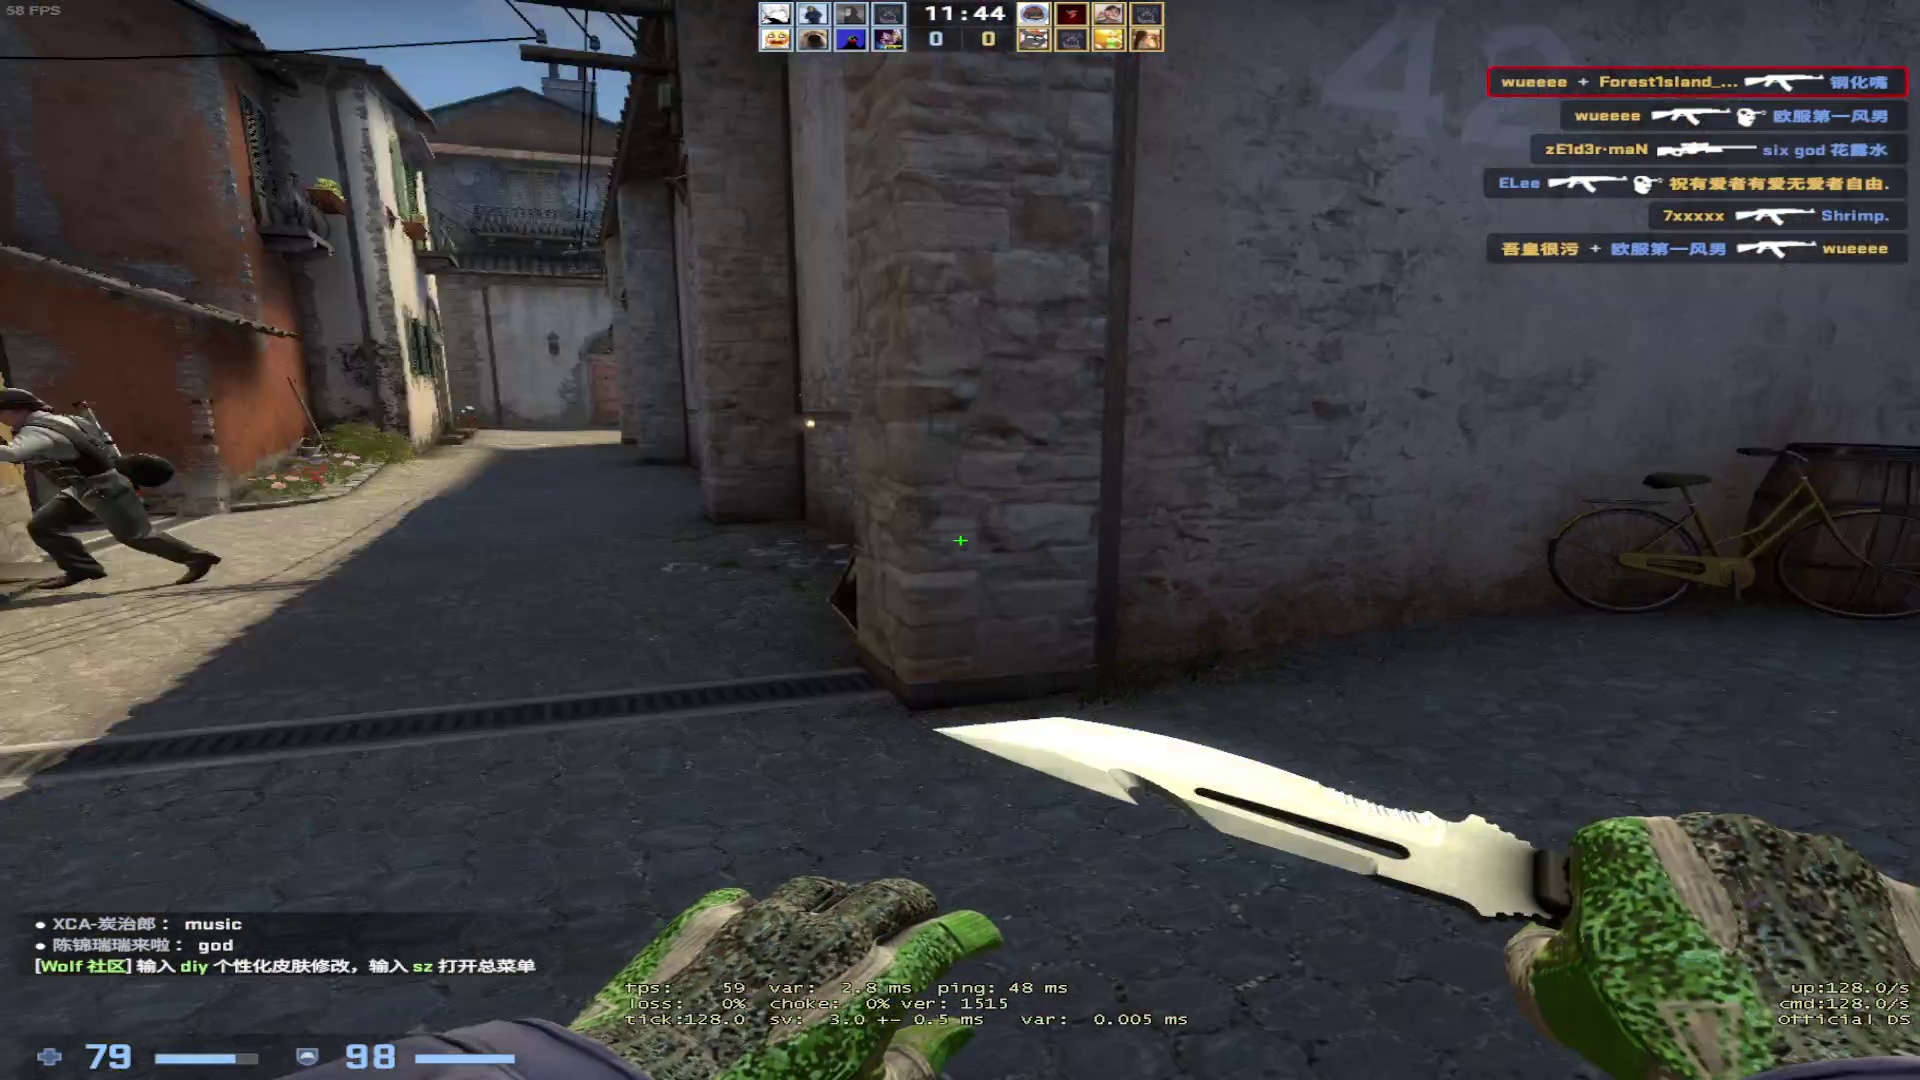 58 FPS
11:44
0 0
42
wueeee + Forest1sland_... 钢化嘴
wueeee 欧服第一风男
zE1d3r·maN six god 花露水
ELee 祝有爱者有爱无爱者自由.
7xxxxx Shrimp.
吾皇很污 + 欧服第一风男 wueeee
● XCA-炭治郎： music
● 陈锦瑞瑞来啦： god
[Wolf 社区] 输入 diy 个性化皮肤修改，输入 sz 打开总菜单
fps: 59 var: 2.8 ms ping: 48 ms
loss: 0% choke: 0% ver: 1515
tick:128.0 sv: 3.0 +- 0.5 ms var: 0.005 ms
up:128.0/s
cmd:128.0/s
official DS
79 98